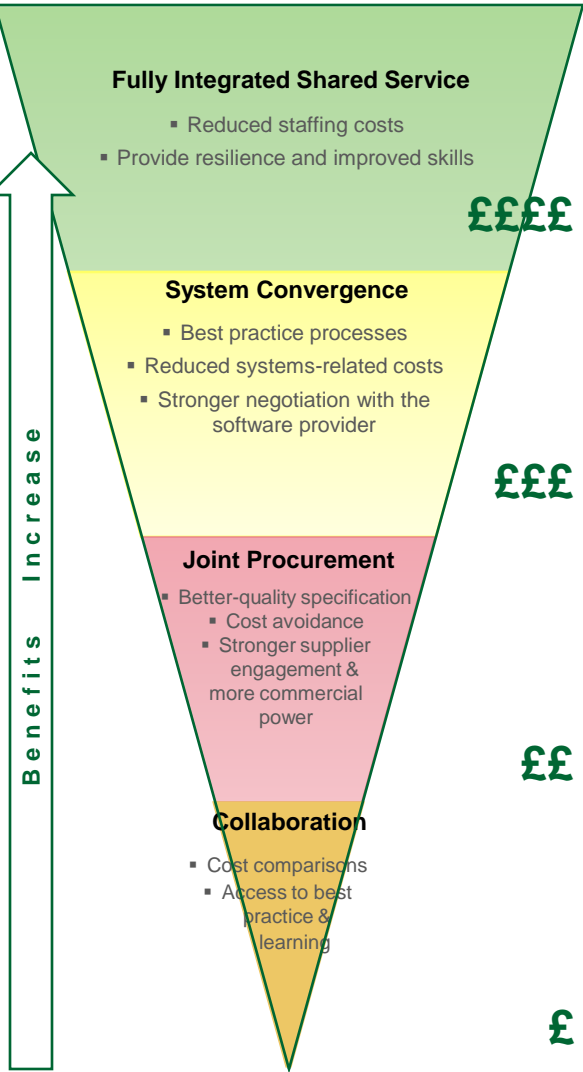 Fully Integrated Shared Service
▪ Reduced staffing costs
▪ Provide resilience and improved skills
££££
System Convergence
▪ Best practice processes
▪ Reduced systems-related costs
▪ Stronger negotiation with the
software provider
£££
Joint Procurement
▪ Better-quality specification
▪ Cost avoidance
▪ Stronger supplier
engagement &
more commercial
power
££
Collaboration
▪ Cost comparisons
▪ Access to best
practice &
learning
£
Benefits Increase